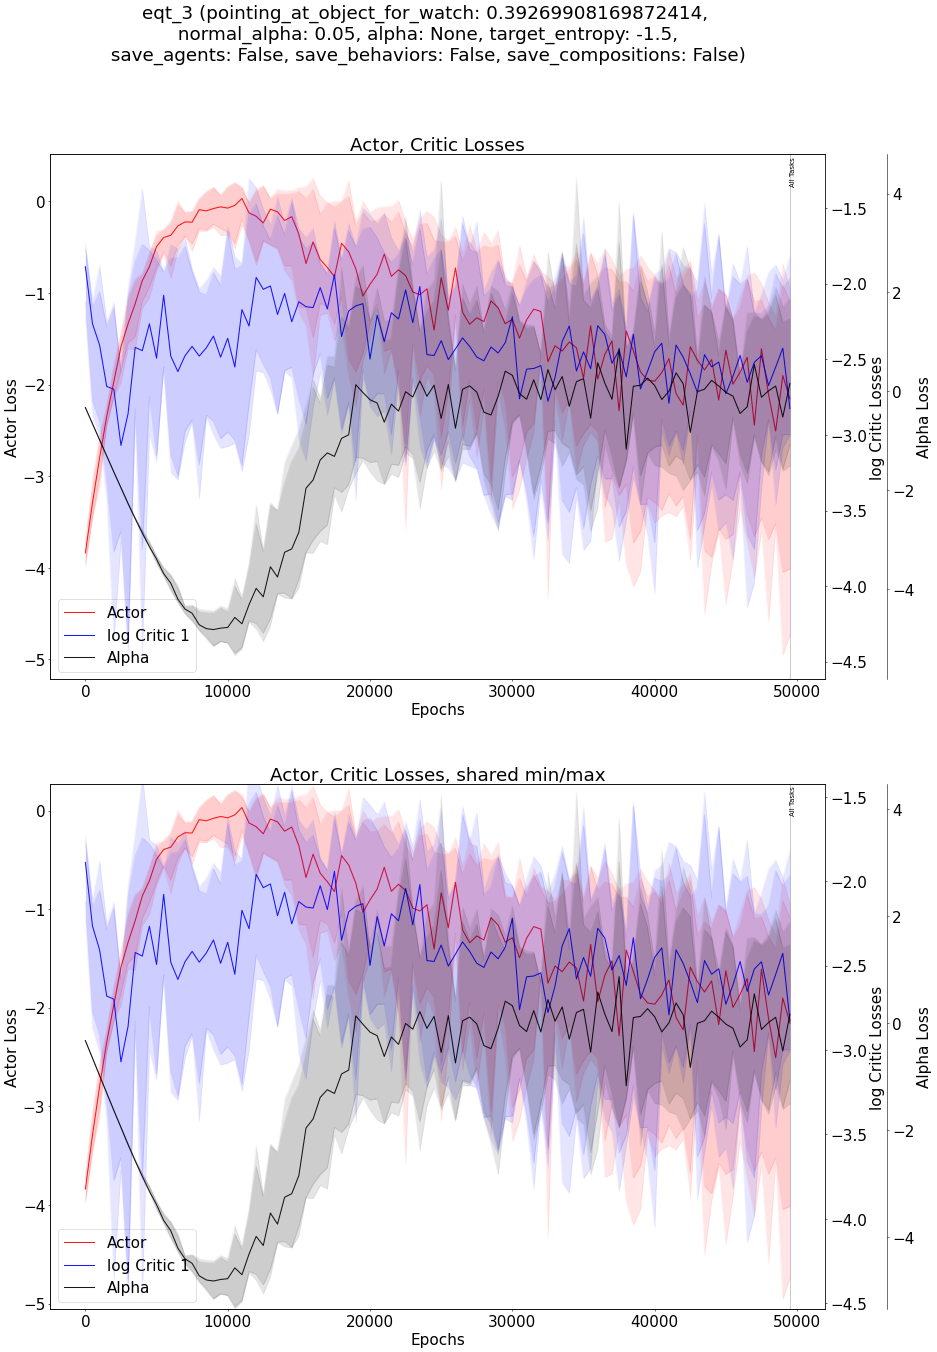 eqt_3 (pointing_at_object_for_watch: 0.39269908169872414,
normal_alpha: 0.05, alpha: None, target_entropy: -1.5,
save_agents: False, save_behaviors: False, save_compositions: False)
Actor, Critic Losses
All Tasks
0
−1
−2
−3
−4
−5
Actor Loss
−1.5
−2.0
−2.5
−3.0
−3.5
−4.0
−4.5
log Critic Losses
4
2
0
−2
−4
Alpha Loss
Actor
log Critic 1
Alpha
0 10000 20000 30000 40000 50000
Epochs
Actor, Critic Losses, shared min/max
All Tasks
0
−1
−2
−3
−4
−5
Actor Loss
−1.5
−2.0
−2.5
−3.0
−3.5
−4.0
−4.5
log Critic Losses
4
2
0
−2
−4
Alpha Loss
Actor
log Critic 1
Alpha
0 10000 20000 30000 40000 50000
Epochs